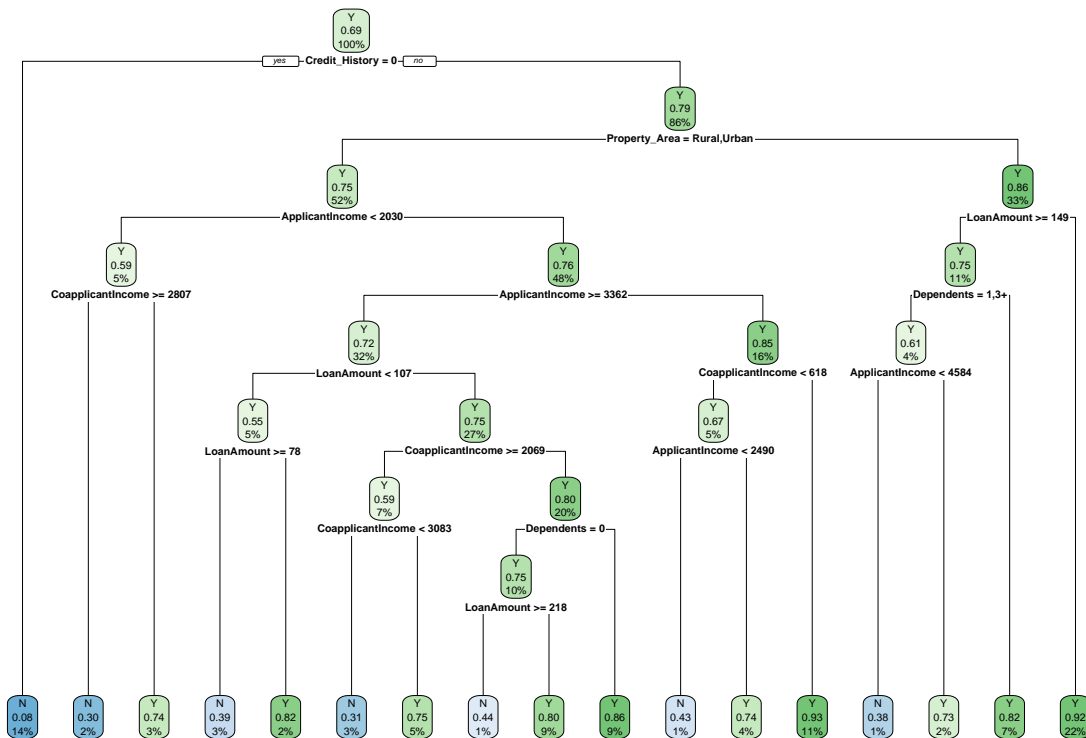 Y
0.69
100%
yes Credit_History = 0 no
Y
0.79
86%
Property_Area = Rural,Urban
Y
0.75
52%
ApplicantIncome < 2030
Y
0.86
33%
LoanAmount >= 149
Y
0.59
5%
CoapplicantIncome >= 2807
Y
0.76
48%
ApplicantIncome >= 3362
Y
0.75
11%
Dependents = 1,3+
Y
0.72
32%
LoanAmount < 107
Y
0.85
16%
CoapplicantIncome < 618
Y
0.61
4%
ApplicantIncome < 4584
Y
0.55
5%
LoanAmount >= 78
Y
0.75
27%
CoapplicantIncome >= 2069
Y
0.67
5%
ApplicantIncome < 2490
Y
0.59
7%
CoapplicantIncome < 3083
Y
0.80
20%
Dependents = 0
Y
0.75
10%
LoanAmount >= 218
N
0.08
14%
N
0.30
2%
Y
0.74
3%
N
0.39
3%
Y
0.82
2%
N
0.31
3%
Y
0.75
5%
N
0.44
1%
Y
0.80
9%
Y
0.86
9%
N
0.43
1%
Y
0.74
4%
Y
0.93
11%
N
0.38
1%
Y
0.73
2%
Y
0.82
7%
Y
0.92
22%